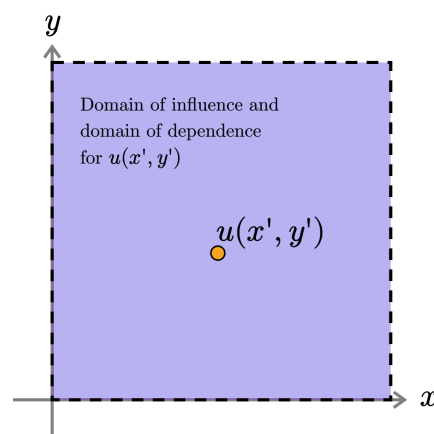 y
Domain of influence and
domain of dependence
for u(x', y')
u(x', y')
x